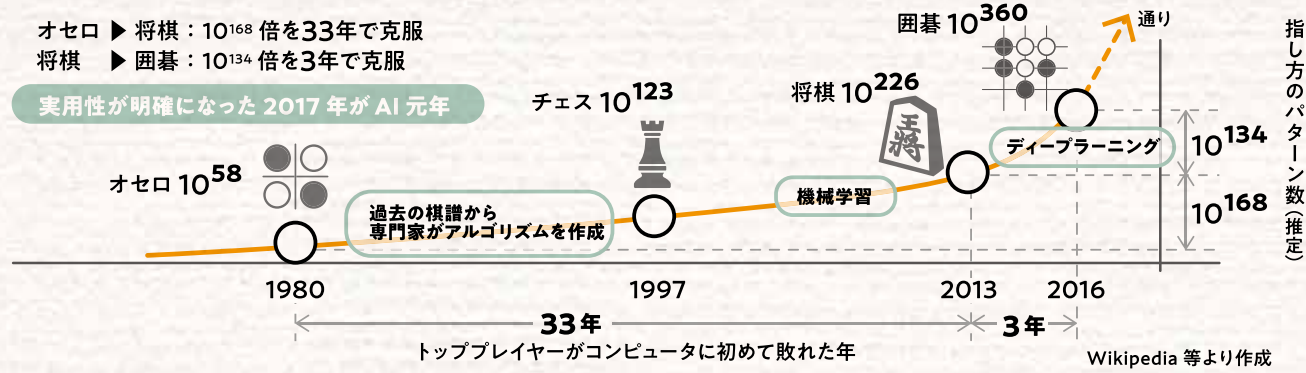 オセロ ▶ 将棋：10168 倍を33年で克服
将棋 ▶ 囲碁：10134 倍を3年で克服
実用性が明確になった 2017 年が AI 元年
オセロ 1058
チェス 10123
将棋 10226
囲碁 10360
通り
指し方のパターン数（推定）
過去の棋譜から
専門家がアルゴリズムを作成
機械学習
ディープラーニング
10134
10168
王將
1980
1997
2013
2016
33年
3年
トッププレイヤーがコンピュータに初めて敗れた年
Wikipedia 等より作成